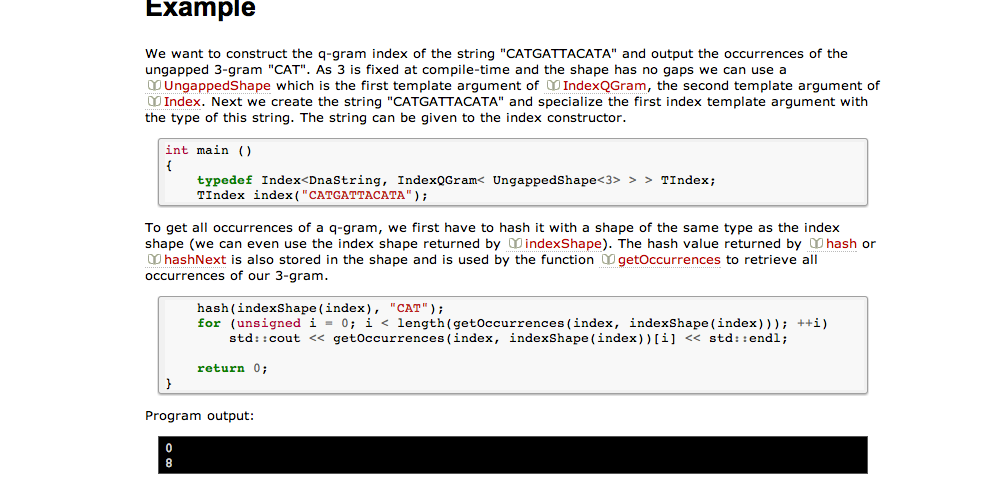 Example
We want to construct the q-gram index of the string "CATGATTACATA" and output the occurrences of the
ungapped 3-gram "CAT". As 3 is fixed at compile-time and the shape has no gaps we can use a
UngappedShape which is the first template argument of IndexQGram, the second template argument of
Index. Next we create the string "CATGATTACATA" and specialize the first index template argument with
the type of this string. The string can be given to the index constructor.
int main ()
{
    typedef Index<DnaString, IndexQGram< UngappedShape<3> > > TIndex;
    TIndex index("CATGATTACATA");
To get all occurrences of a q-gram, we first have to hash it with a shape of the same type as the index
shape (we can even use the index shape returned by indexShape). The hash value returned by hash or
hashNext is also stored in the shape and is used by the function getOccurrences to retrieve all
occurrences of our 3-gram.
    hash(indexShape(index), "CAT");
    for (unsigned i = 0; i < length(getOccurrences(index, indexShape(index))); ++i)
        std::cout << getOccurrences(index, indexShape(index))[i] << std::endl;
    return 0;
}
Program output:
0
8